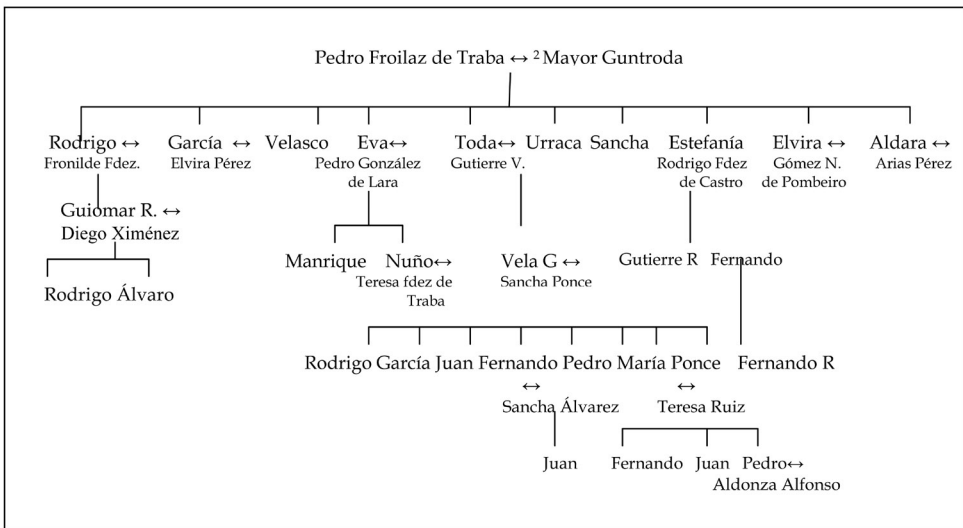 Pedro Froilaz de Traba ↔ ² Mayor Guntroda
Rodrigo ↔ García ↔ Velasco Eva↔ Toda↔ Urraca Sancha Estefanía Elvira ↔ Aldara ↔
Fronilde Fdez. Elvira Pérez Pedro González Gutierre V. Rodrigo Fdez Gómez N. Arias Pérez
de Lara de Castro de Pombeiro
Guiomar R. ↔
Diego Ximénez
Manrique Nuño↔ Vela G ↔ Gutierre R Fernando
Teresa fdez de Sancha Ponce
Traba
Rodrigo Álvaro
Rodrigo García Juan Fernando Pedro María Ponce Fernando R
↔ ↔
Sancha Álvarez Teresa Ruiz
Juan Fernando Juan Pedro↔
Aldonza Alfonso